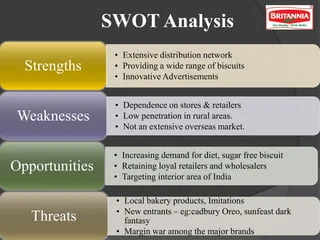 SWOT Analysis
BRITANNIA
Strengths
• Extensive distribution network
• Providing a wide range of biscuits
• Innovative Advertisements
Weaknesses
• Dependence on stores & retailers
• Low penetration in rural areas.
• Not an extensive overseas market.
Opportunities
• Increasing demand for diet, sugar free biscuit
• Retaining loyal retailers and wholesalers
• Targeting interior area of India
Threats
• Local bakery products, Imitations
• New entrants – eg:cadbury Oreo, sunfeast dark
fantasy
• Margin war among the major brands